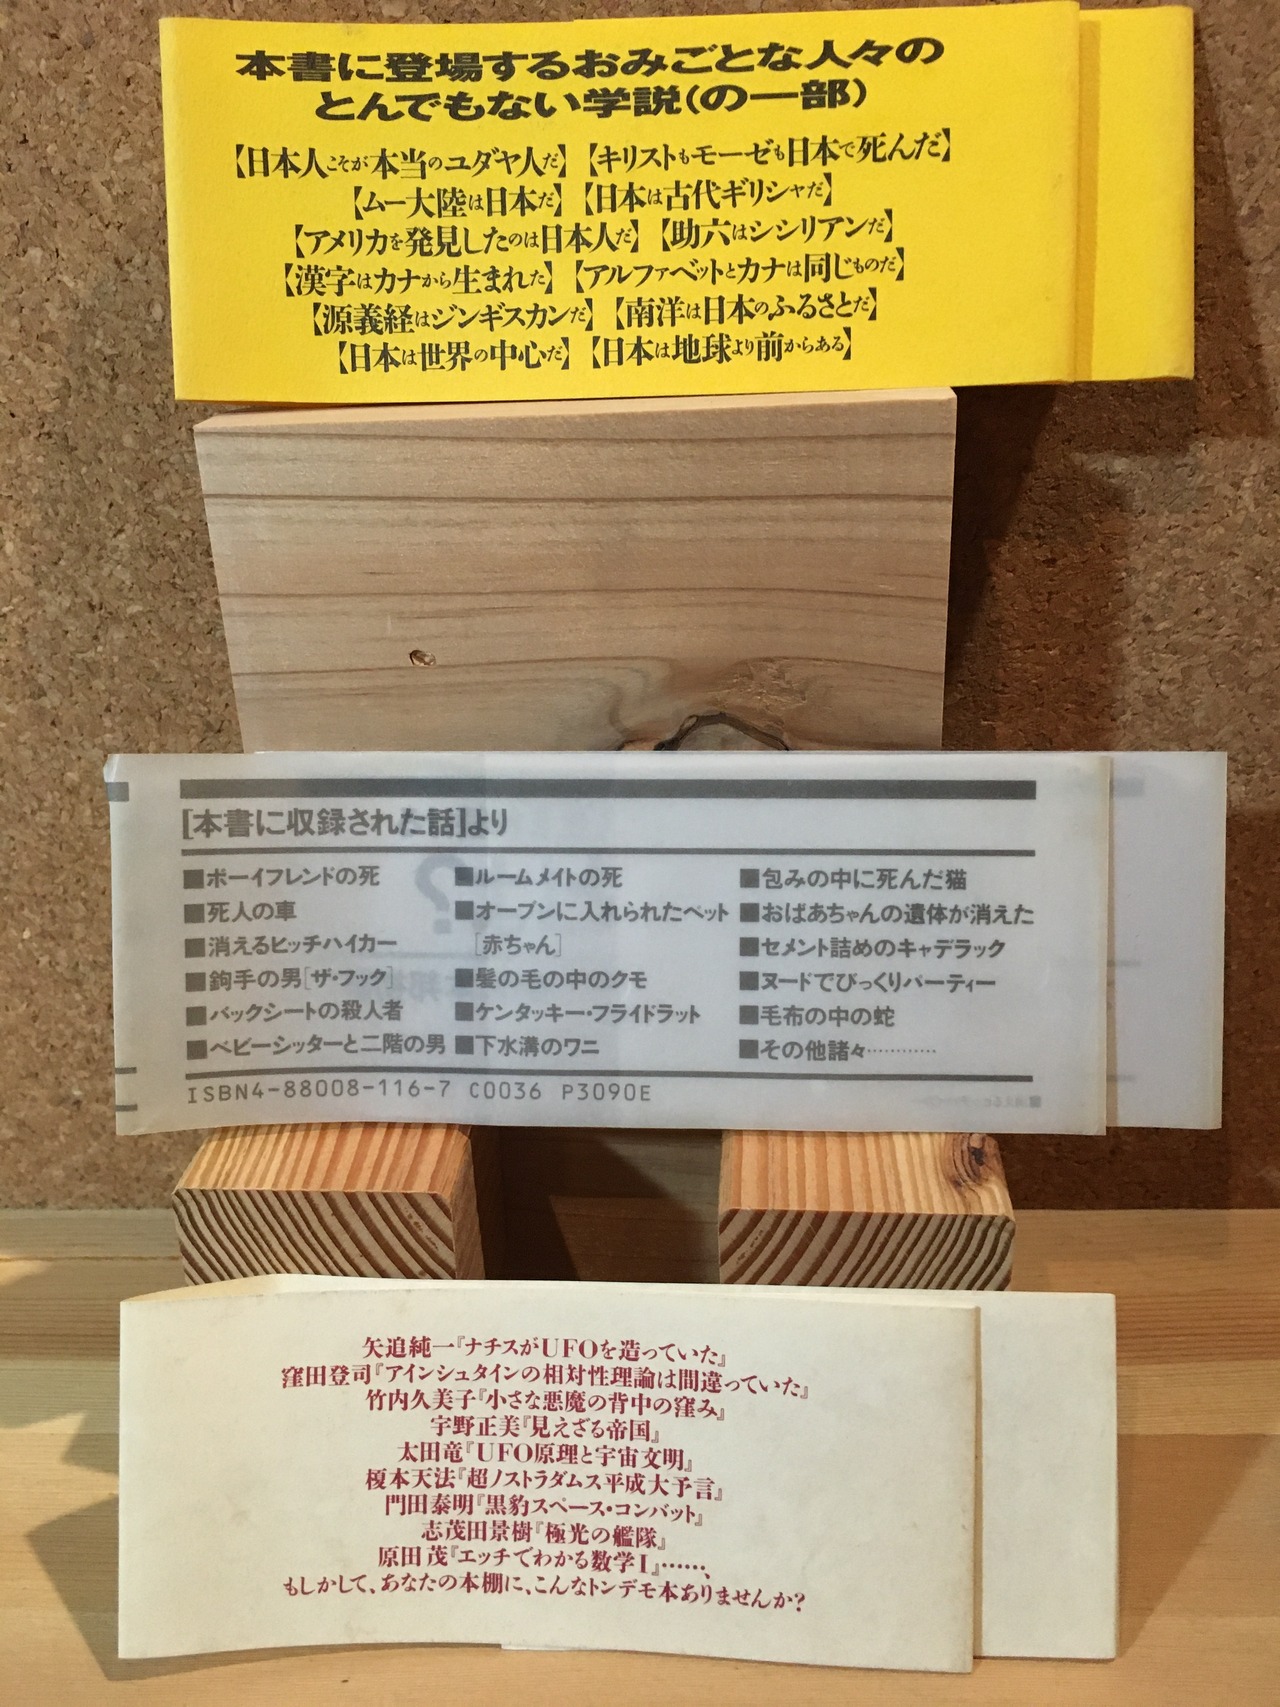 本書に登場するおみごとな人々の
とんでもない学説(の一部)
【日本人こそが本当のユダヤ人だ】【キリストもモーゼも日本で死んだ】
【ムー大陸は日本だ】【日本は古代ギリシャだ】
【アメリカを発見したのは日本人だ】【助六はシシリアンだ】
【漢字はカナから生まれた】【アルファベットとカナは同じものだ】
【源義経はジンギスカンだ】【南洋は日本のふるさとだ】
【日本は世界の中心だ】【日本は地球より前からある】
[本書に収録された話]より
■ボーイフレンドの死
■死人の車
■消えるヒッチハイカー
■鉤手の男[ザ・フック]
■バックシートの殺人者
■ベビーシッターと二階の男
■ルームメイトの死
■オーブンに入れられたペット
[赤ちゃん]
■髪の毛の中のクモ
■ケンタッキー・フライドラット
■下水溝のワニ
■包みの中に死んだ猫
■おばあちゃんの遺体が消えた
■セメント詰めのキャデラック
■ヌードでびっくりパーティー
■毛布の中の蛇
■その他諸々…………
ISBN4-88008-116-7 C0036 P3090E
矢追純一『ナチスがUFOを造っていた』
窪田登司『アインシュタインの相対性理論は間違っていた』
竹内久美子『小さな悪魔の背中の窪み』
宇野正美『見えざる帝国』
太田竜『UFO原理と宇宙文明』
榎本天法『超ノストラダムス平成大予言』
門田泰明『黒豹スペース・コンバット』
志茂田景樹『極光の艦隊』
原田茂『エッチでわかる数学I』……、
もしかして、あなたの本棚に、こんなトンデモ本ありませんか?